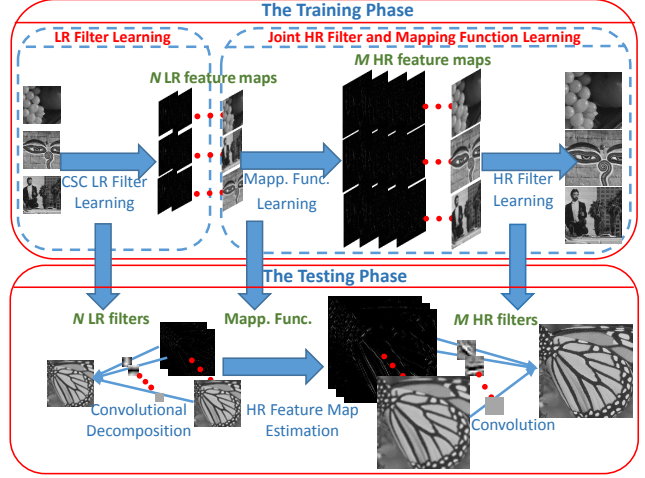 The Training Phase
LR Filter Learning
Joint HR Filter and Mapping Function Learning
N LR feature maps
M HR feature maps
CSC LR Filter
Learning
Mapp. Func.
Learning
HR Filter
Learning
The Testing Phase
N LR filters
Mapp. Func.
M HR filters
Convolutional
Decomposition
HR Feature Map
Estimation
Convolution